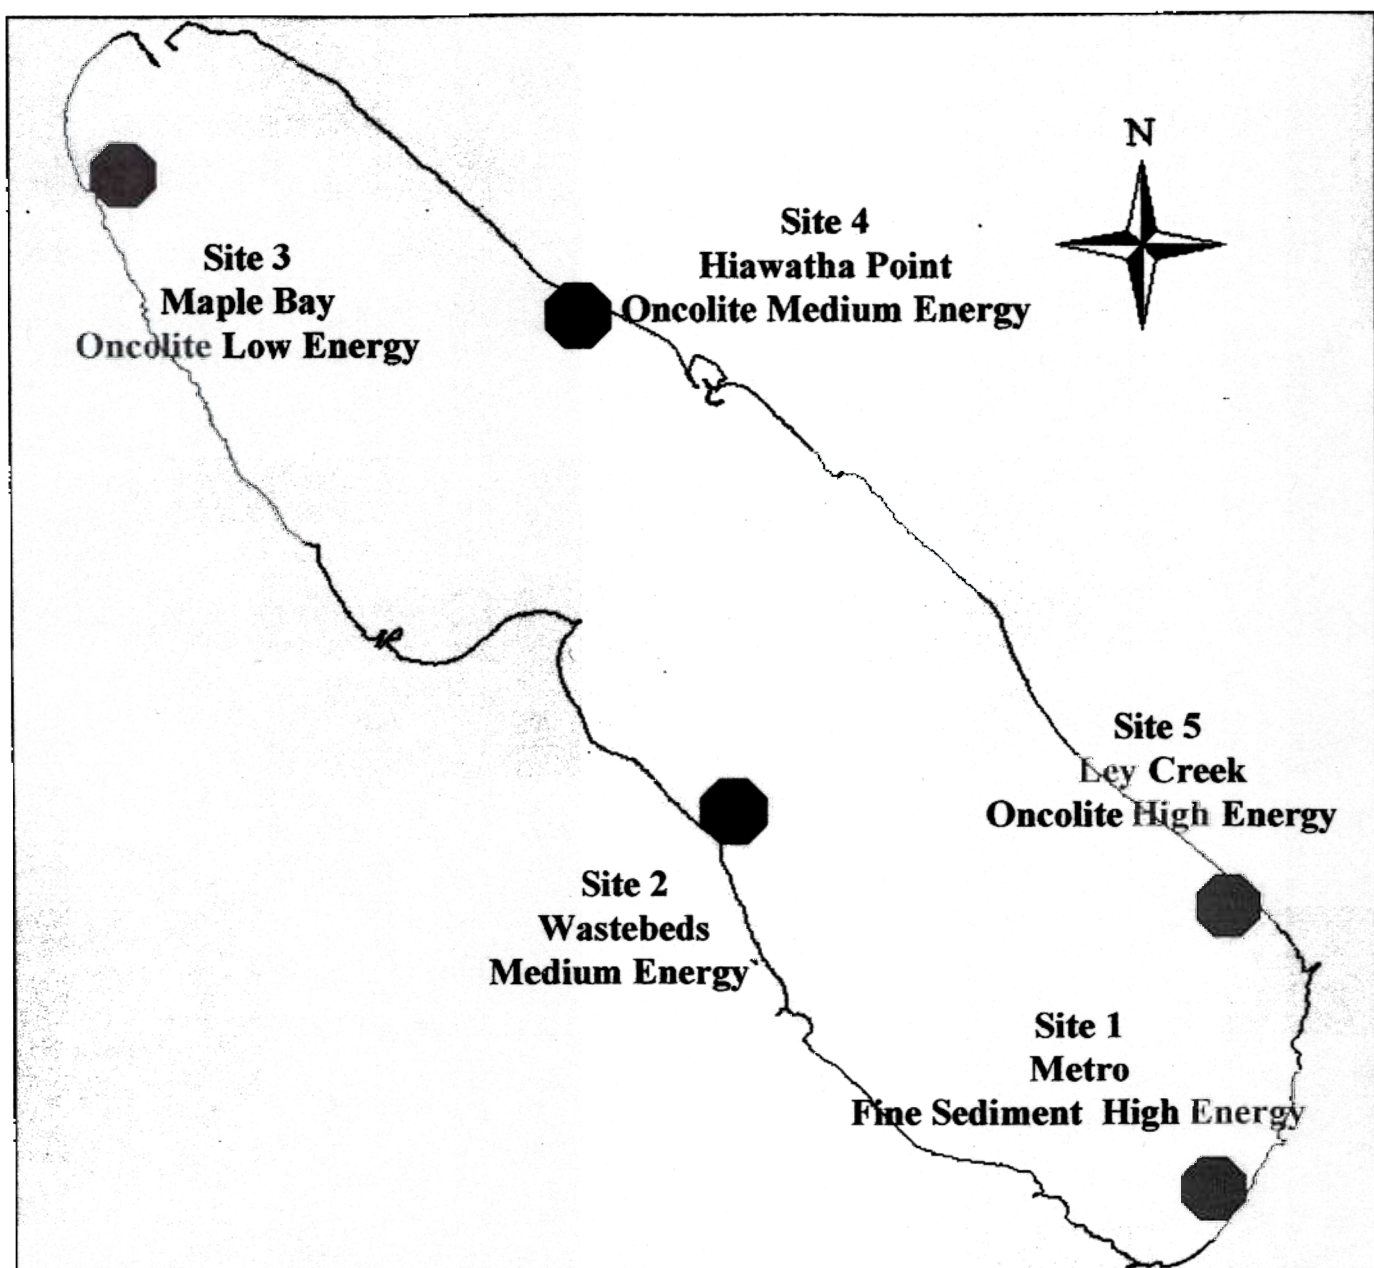 N
Site 4
Hiawatha Point
Oncolite Medium Energy
Site 3
Maple Bay
Oncolite Low Energy
Site 5
Ley Creek
Oncolite High Energy
Site 2
Wastebeds
Medium Energy
Site 1
Metro
Fine Sediment High Energy